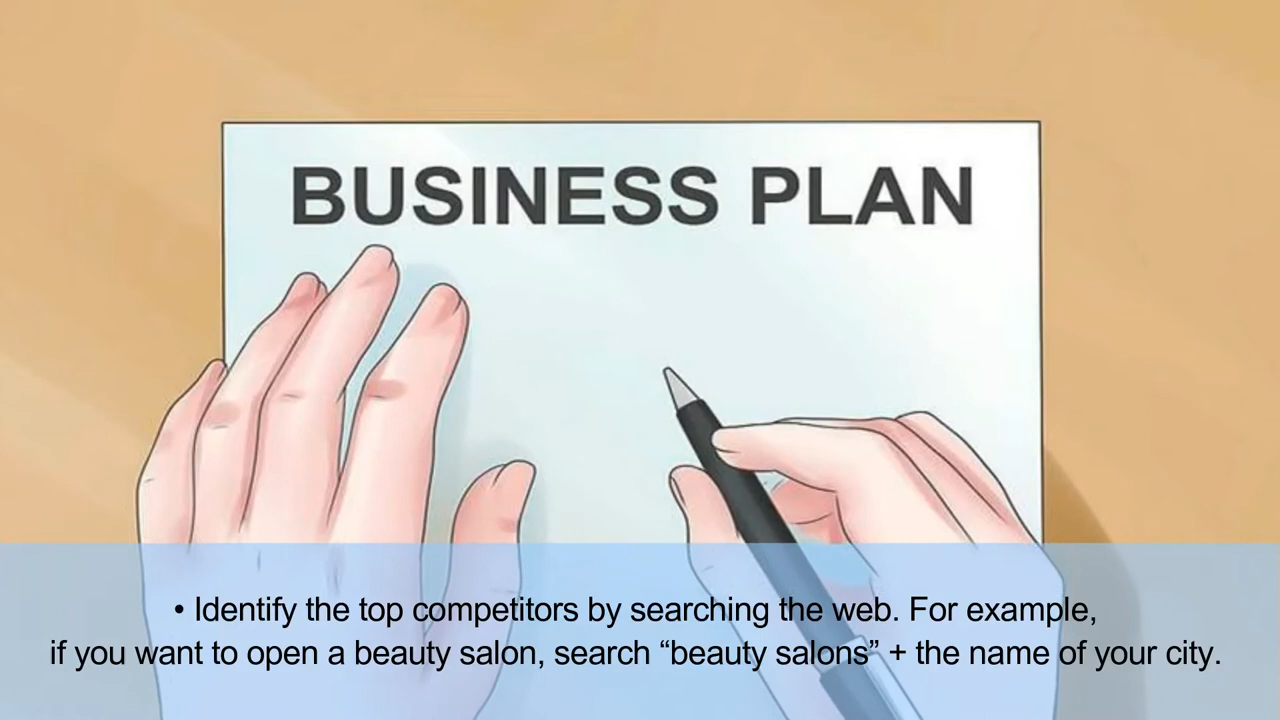 BUSINESS PLAN
• Identify the top competitors by searching the web. For example,
if you want to open a beauty salon, search “beauty salons” + the name of your city.